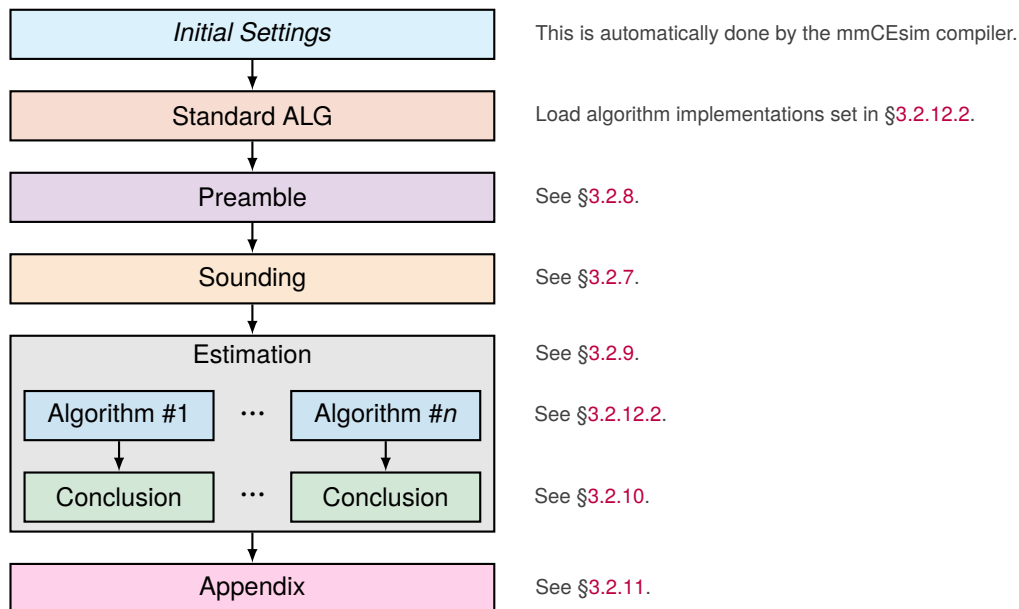 Initial Settings
This is automatically done by the mmCEsim compiler.
Standard ALG
Load algorithm implementations set in §3.2.12.2.
Preamble
See §3.2.8.
Sounding
See §3.2.7.
Estimation
See §3.2.9.
Algorithm #1 ··· Algorithm #n
See §3.2.12.2.
Conclusion ··· Conclusion
See §3.2.10.
Appendix
See §3.2.11.